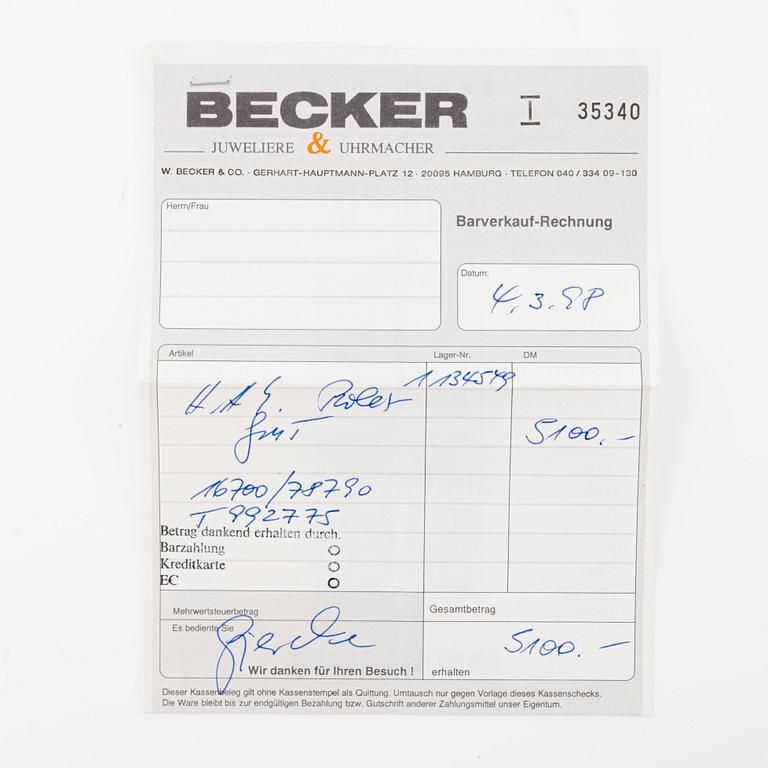 BECKER I 35340
JUWELIERE & UHRMACHER
W. BECKER & CO. · GERHART-HAUPTMANN-PLATZ 12 · 20095 HAMBURG · TELEFON 040 / 334 09-130
Herrn/Frau
Barverkauf-Rechnung
Datum:
4.3.98
Artikel Lager-Nr. DM
1134549
H. A. U. Rolex
GMT 5100.-
16700/78790
T992775
Betrag dankend erhalten durch.
Barzahlung
Kreditkarte
EC
Mehrwertsteuerbetrag Gesamtbetrag
Es bediente Sie
5100.-
Wir danken für Ihren Besuch ! erhalten
Dieser Kassenbeleg gilt ohne Kassenstempel als Quittung. Umtausch nur gegen Vorlage dieses Kassenschecks.
Die Ware bleibt bis zur endgültigen Bezahlung bzw. Gutschrift anderer Zahlungsmittel unser Eigentum.